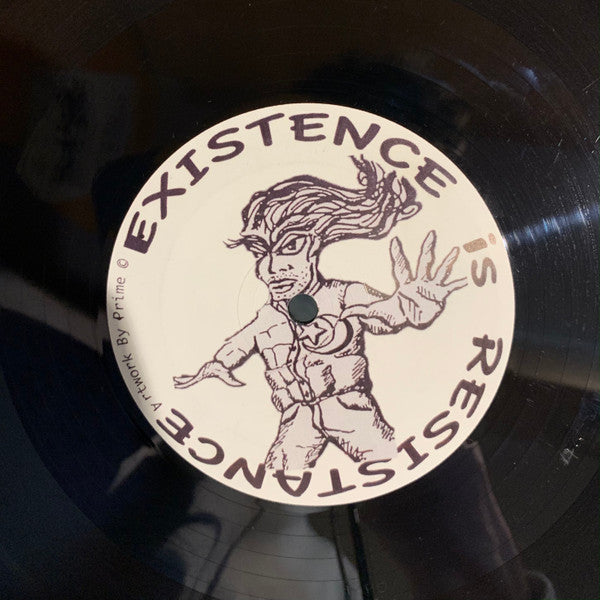 EXISTENCE is RESISTANCE
Artwork By Prime ©